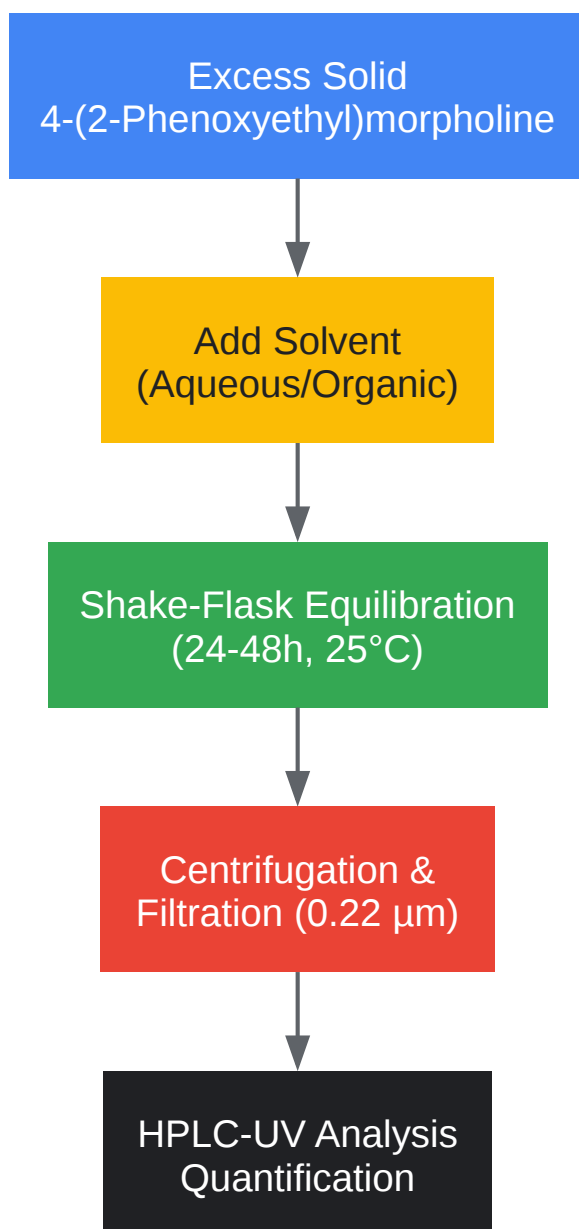 Excess Solid
4-(2-Phenoxyethyl)morpholine
Add Solvent
(Aqueous/Organic)
Shake-Flask Equilibration
(24-48h, 25°C)
Centrifugation &
Filtration (0.22 µm)
HPLC-UV Analysis
Quantification